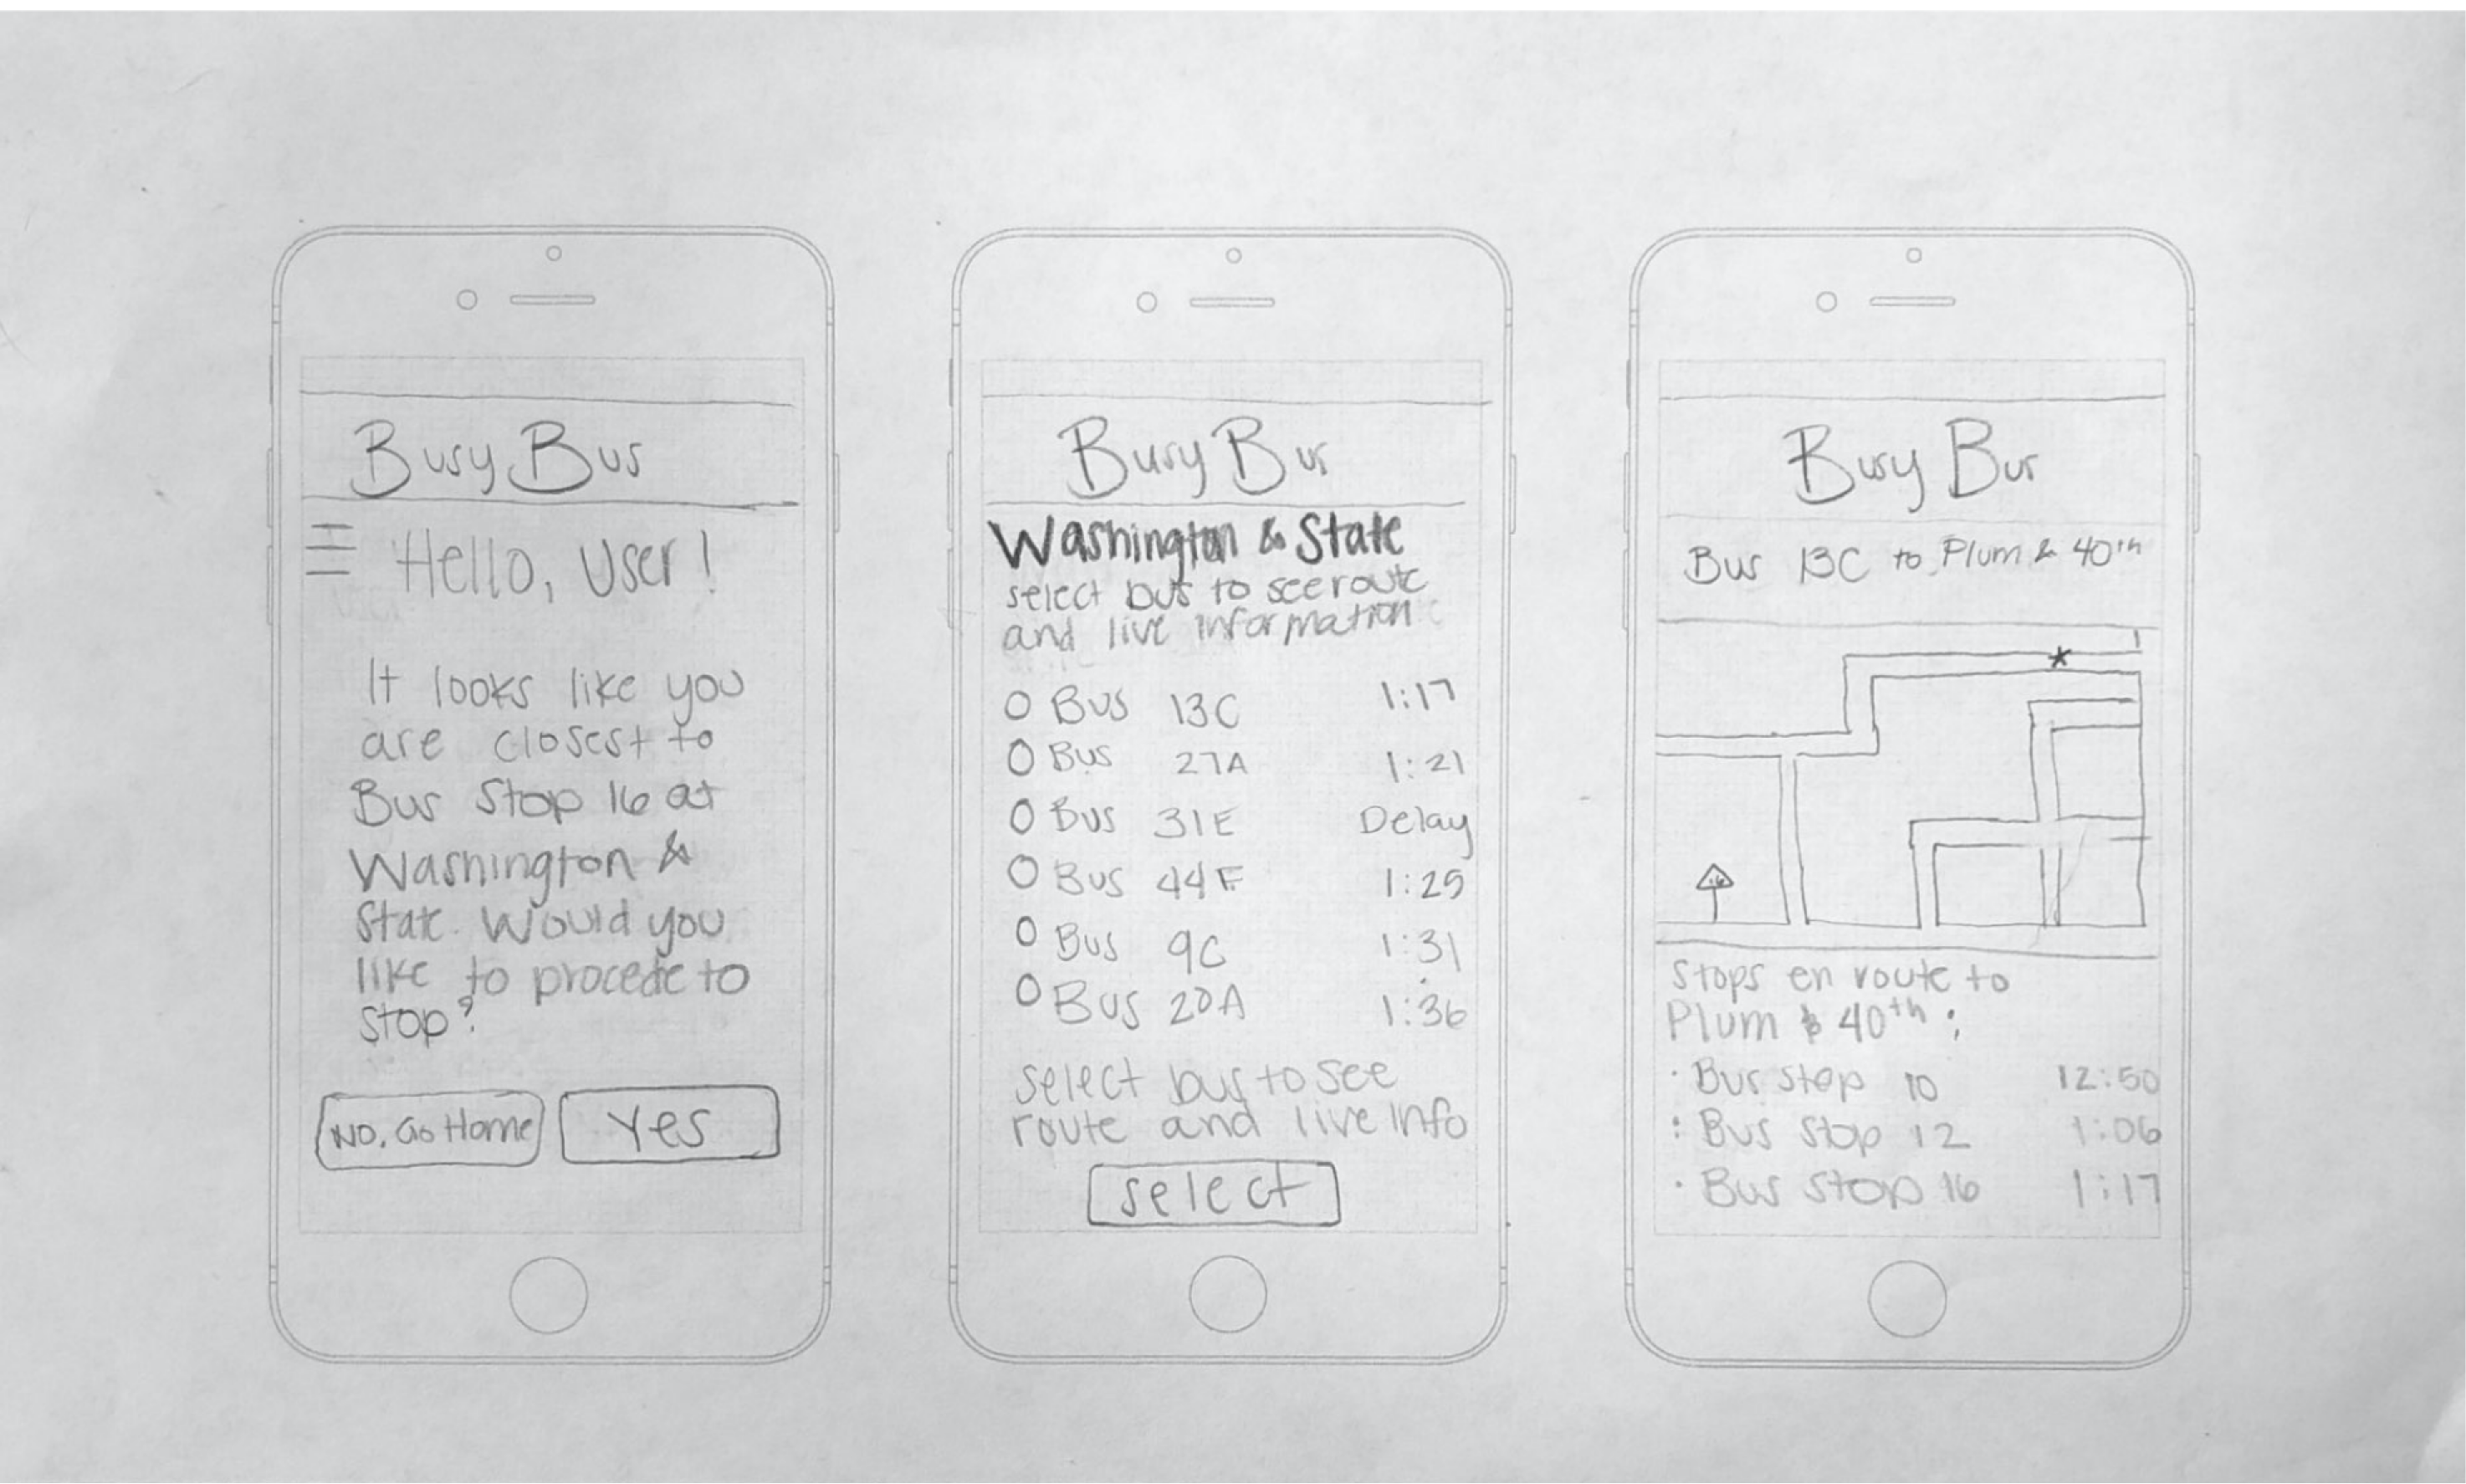 Busy Bus
Hello, User!
It looks like you
are closest to
Bus Stop 16 at
Washington &
State. Would you
like to procede to
stop?
No, Go Home
Yes
Busy Bus
Washington & State
select bus to see route
and live information
Bus 13C 1:17
Bus 27A 1:21
Bus 31E Delay
Bus 44F 1:25
Bus 9C 1:31
Bus 20A 1:36
select bus to see
route and live info
select
Busy Bus
Bus 13C to Plum & 40th
16
Stops en route to
Plum & 40th:
· Bus stop 10 12:50
· Bus stop 12 1:06
· Bus stop 16 1:17